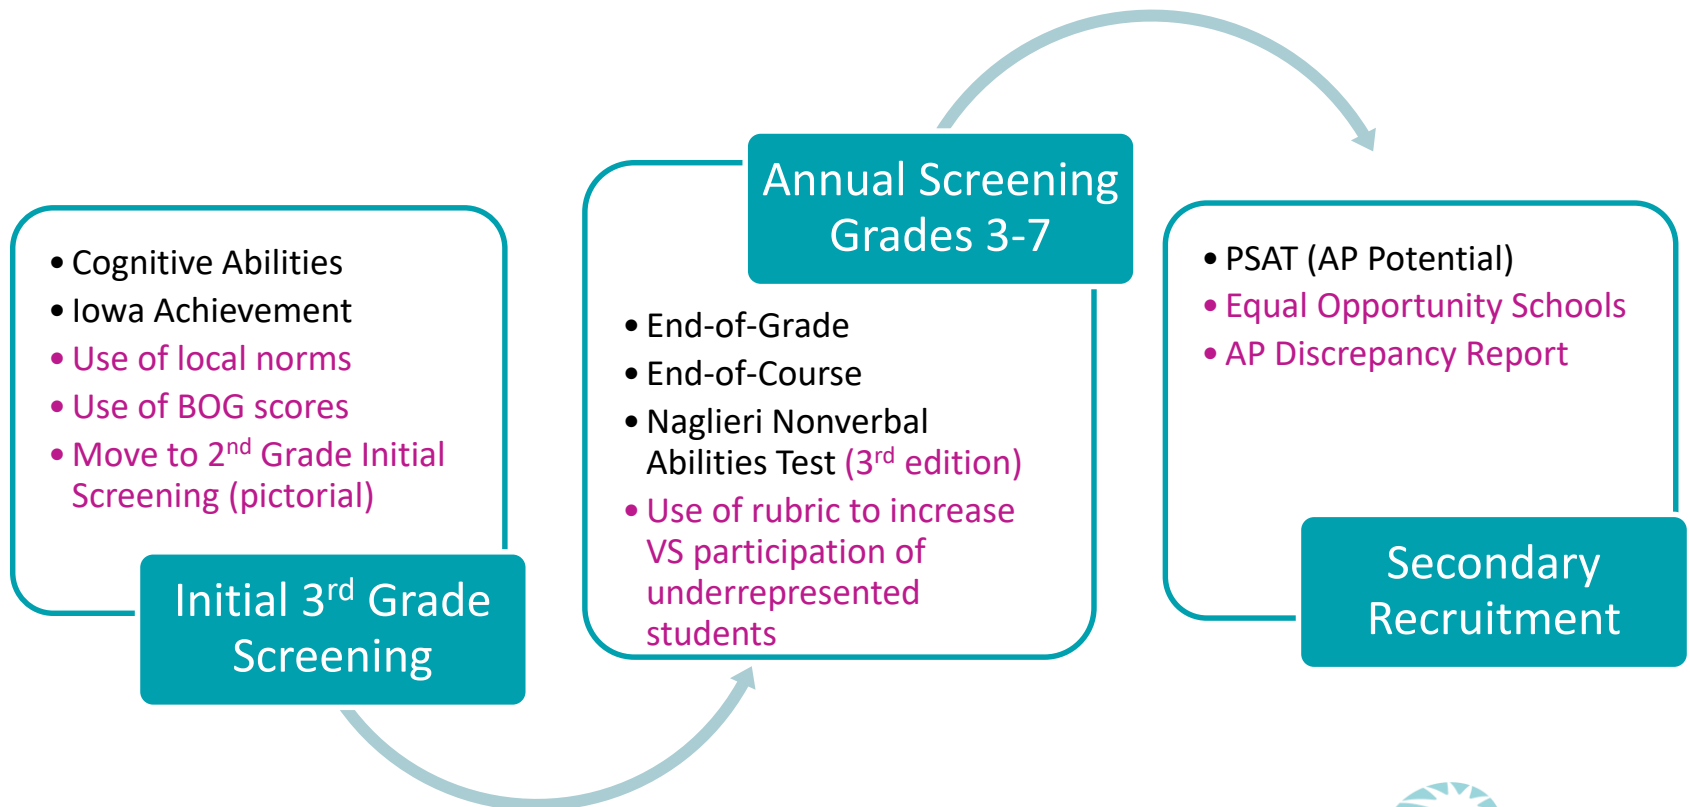 • Cognitive Abilities
• Iowa Achievement
• Use of local norms
• Use of BOG scores
• Move to 2nd Grade Initial
Screening (pictorial)
Initial 3rd Grade
Screening
Annual Screening
Grades 3-7
• End-of-Grade
• End-of-Course
• Naglieri Nonverbal
Abilities Test (3rd edition)
• Use of rubric to increase
VS participation of
underrepresented
students
• PSAT (AP Potential)
• Equal Opportunity Schools
• AP Discrepancy Report
Secondary
Recruitment